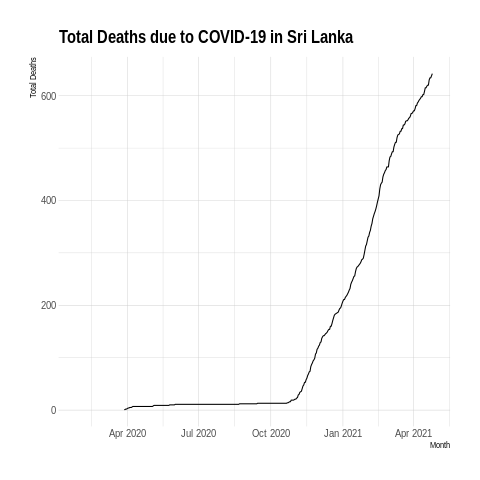 Total Deaths due to COVID-19 in Sri Lanka
Total Deaths
600
400
200
0
Apr 2020 Jul 2020 Oct 2020 Jan 2021 Apr 2021
Month